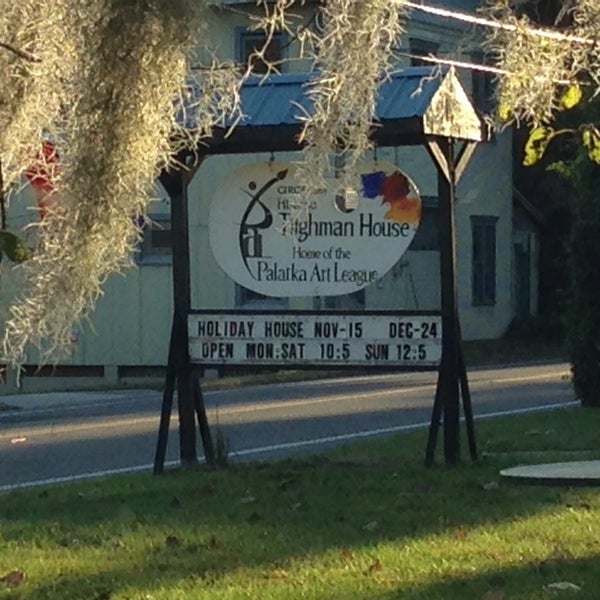 Tilghman House
Home of the
Palatka Art League
HOLIDAY HOUSE NOV-15 DEC-24
OPEN MON:SAT 10:5 SUN 12:5